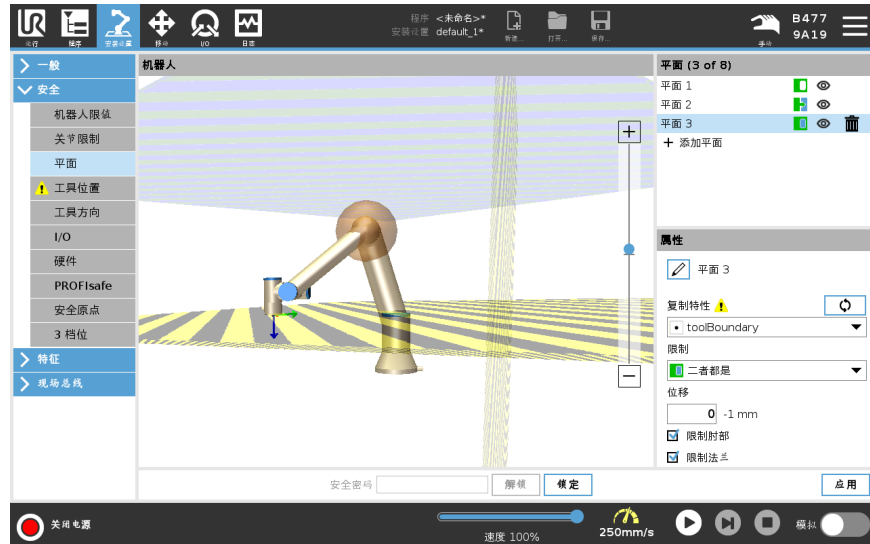 UR
运行 程序 安装设置 移动 I/O 日志
程序 <未命名>*
安装设置 default_1*
新建... 打开... 保存...
手动
B477
9A19
一般
安全
机器人限值
关节限制
平面
工具位置
工具方向
I/O
硬件
PROFIsafe
安全原点
3 档位
特征
现场总线
机器人
+
−
平面 (3 of 8)
平面 1
平面 2
平面 3
+ 添加平面
属性
平面 3
复制特性
toolBoundary
限制
二者都是
位移
0 -1 mm
限制肘部
限制法兰
安全密码 解锁 锁定 应用
关闭电源
速度 100%
250mm/s
模拟